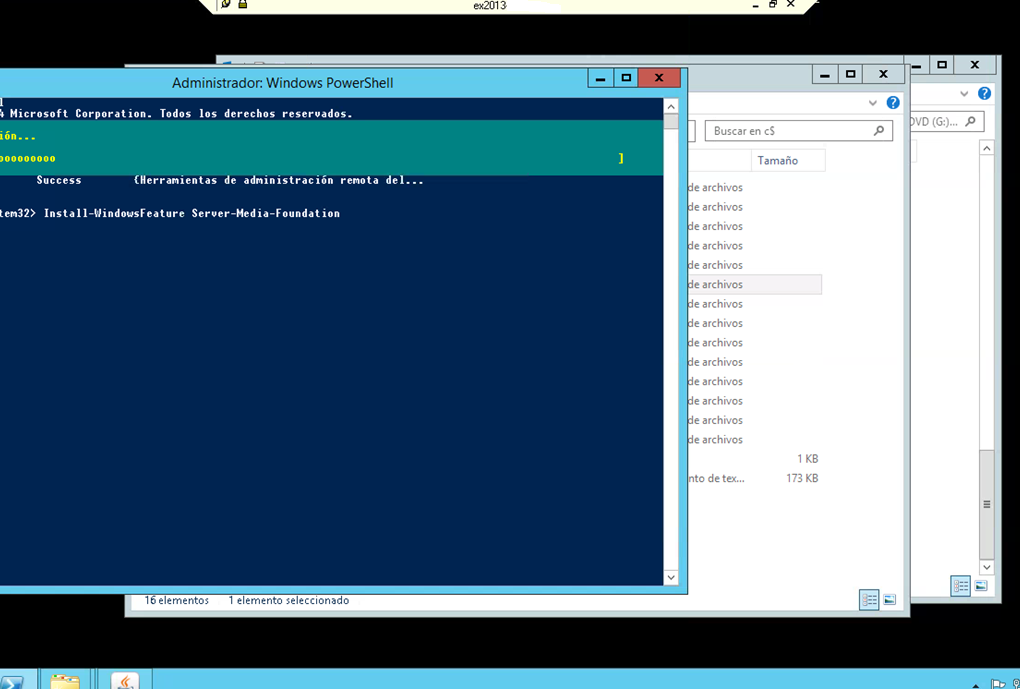 ex2013
Administrador: Windows PowerShell
Microsoft Corporation. Todos los derechos reservados.
ión...
oooooooooo ]
Success {Herramientas de administración remota del...
tem32> Install-WindowsFeature Server-Media-Foundation
Buscar en c$
DVD (G:)...
Tamaño
de archivos
de archivos
de archivos
de archivos
de archivos
de archivos
de archivos
de archivos
de archivos
de archivos
de archivos
de archivos
de archivos
de archivos
1 KB
nto de tex... 173 KB
16 elementos 1 elemento seleccionado